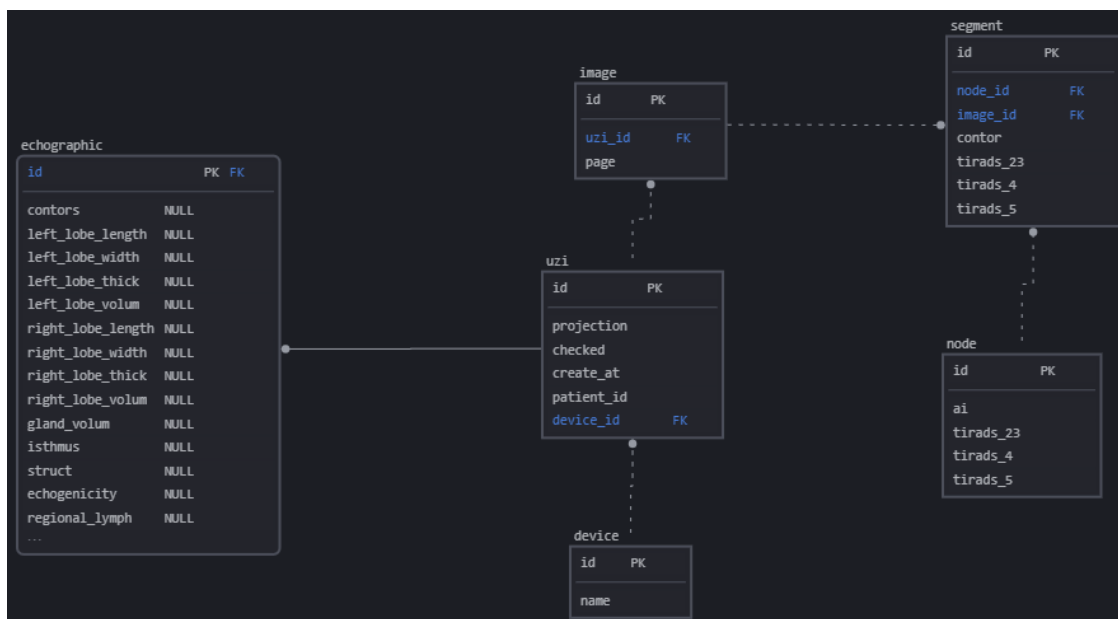 echographic
id PK FK
contors NULL
left_lobe_length NULL
left_lobe_width NULL
left_lobe_thick NULL
left_lobe_volum NULL
right_lobe_length NULL
right_lobe_width NULL
right_lobe_thick NULL
right_lobe_volum NULL
gland_volum NULL
isthmus NULL
struct NULL
echogenicity NULL
regional_lymph NULL
...
image
id PK
uzi_id FK
page
uzi
id PK
projection
checked
create_at
patient_id
device_id FK
device
id PK
name
segment
id PK
node_id FK
image_id FK
contor
tirads_23
tirads_4
tirads_5
node
id PK
ai
tirads_23
tirads_4
tirads_5